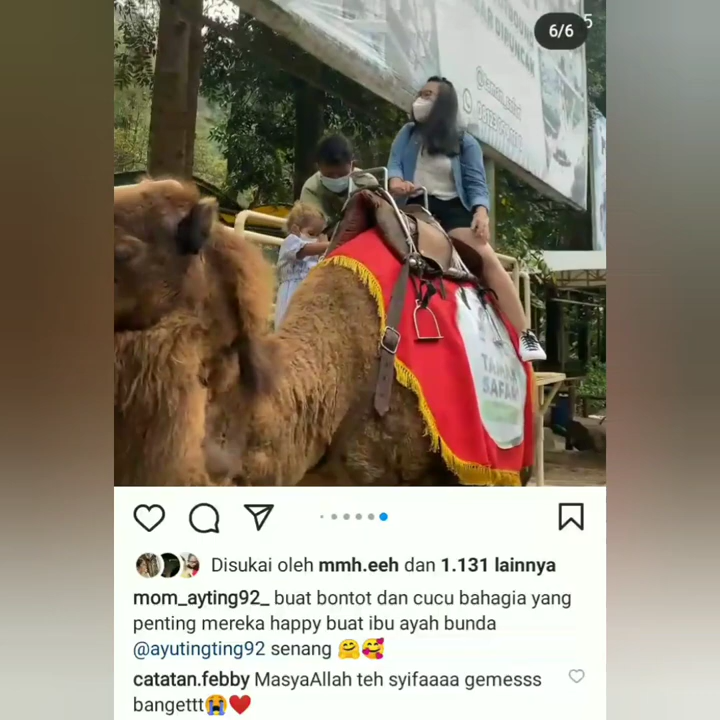 6/6
5
TAMAN
SAFARI
Disukai oleh mmh.eeh dan 1.131 lainnya
mom_ayting92_ buat bontot dan cucu bahagia yang
penting mereka happy buat ibu ayah bunda
@ayutingting92 senang 🤗🥰
catatan.febby MasyaAllah teh syifaaaa gemesss
bangettt😭❤️